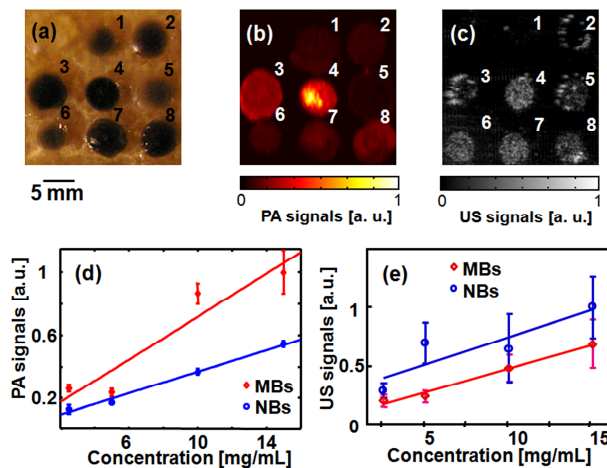 (a)
1
2
3
4
5
6
7
8
5 mm
(b)
1
2
3
4
5
6
7
8
0
1
PA signals [a. u.]
(c)
1
2
3
4
5
6
7
8
0
1
US signals [a. u.]
(d)
PA signals [a.u.]
1
0.6
0.2
MBs
NBs
6
10
14
Concentration [mg/mL]
(e)
US signals [a.u.]
1
0.5
0
MBs
NBs
5
10
15
Concentration [mg/mL]